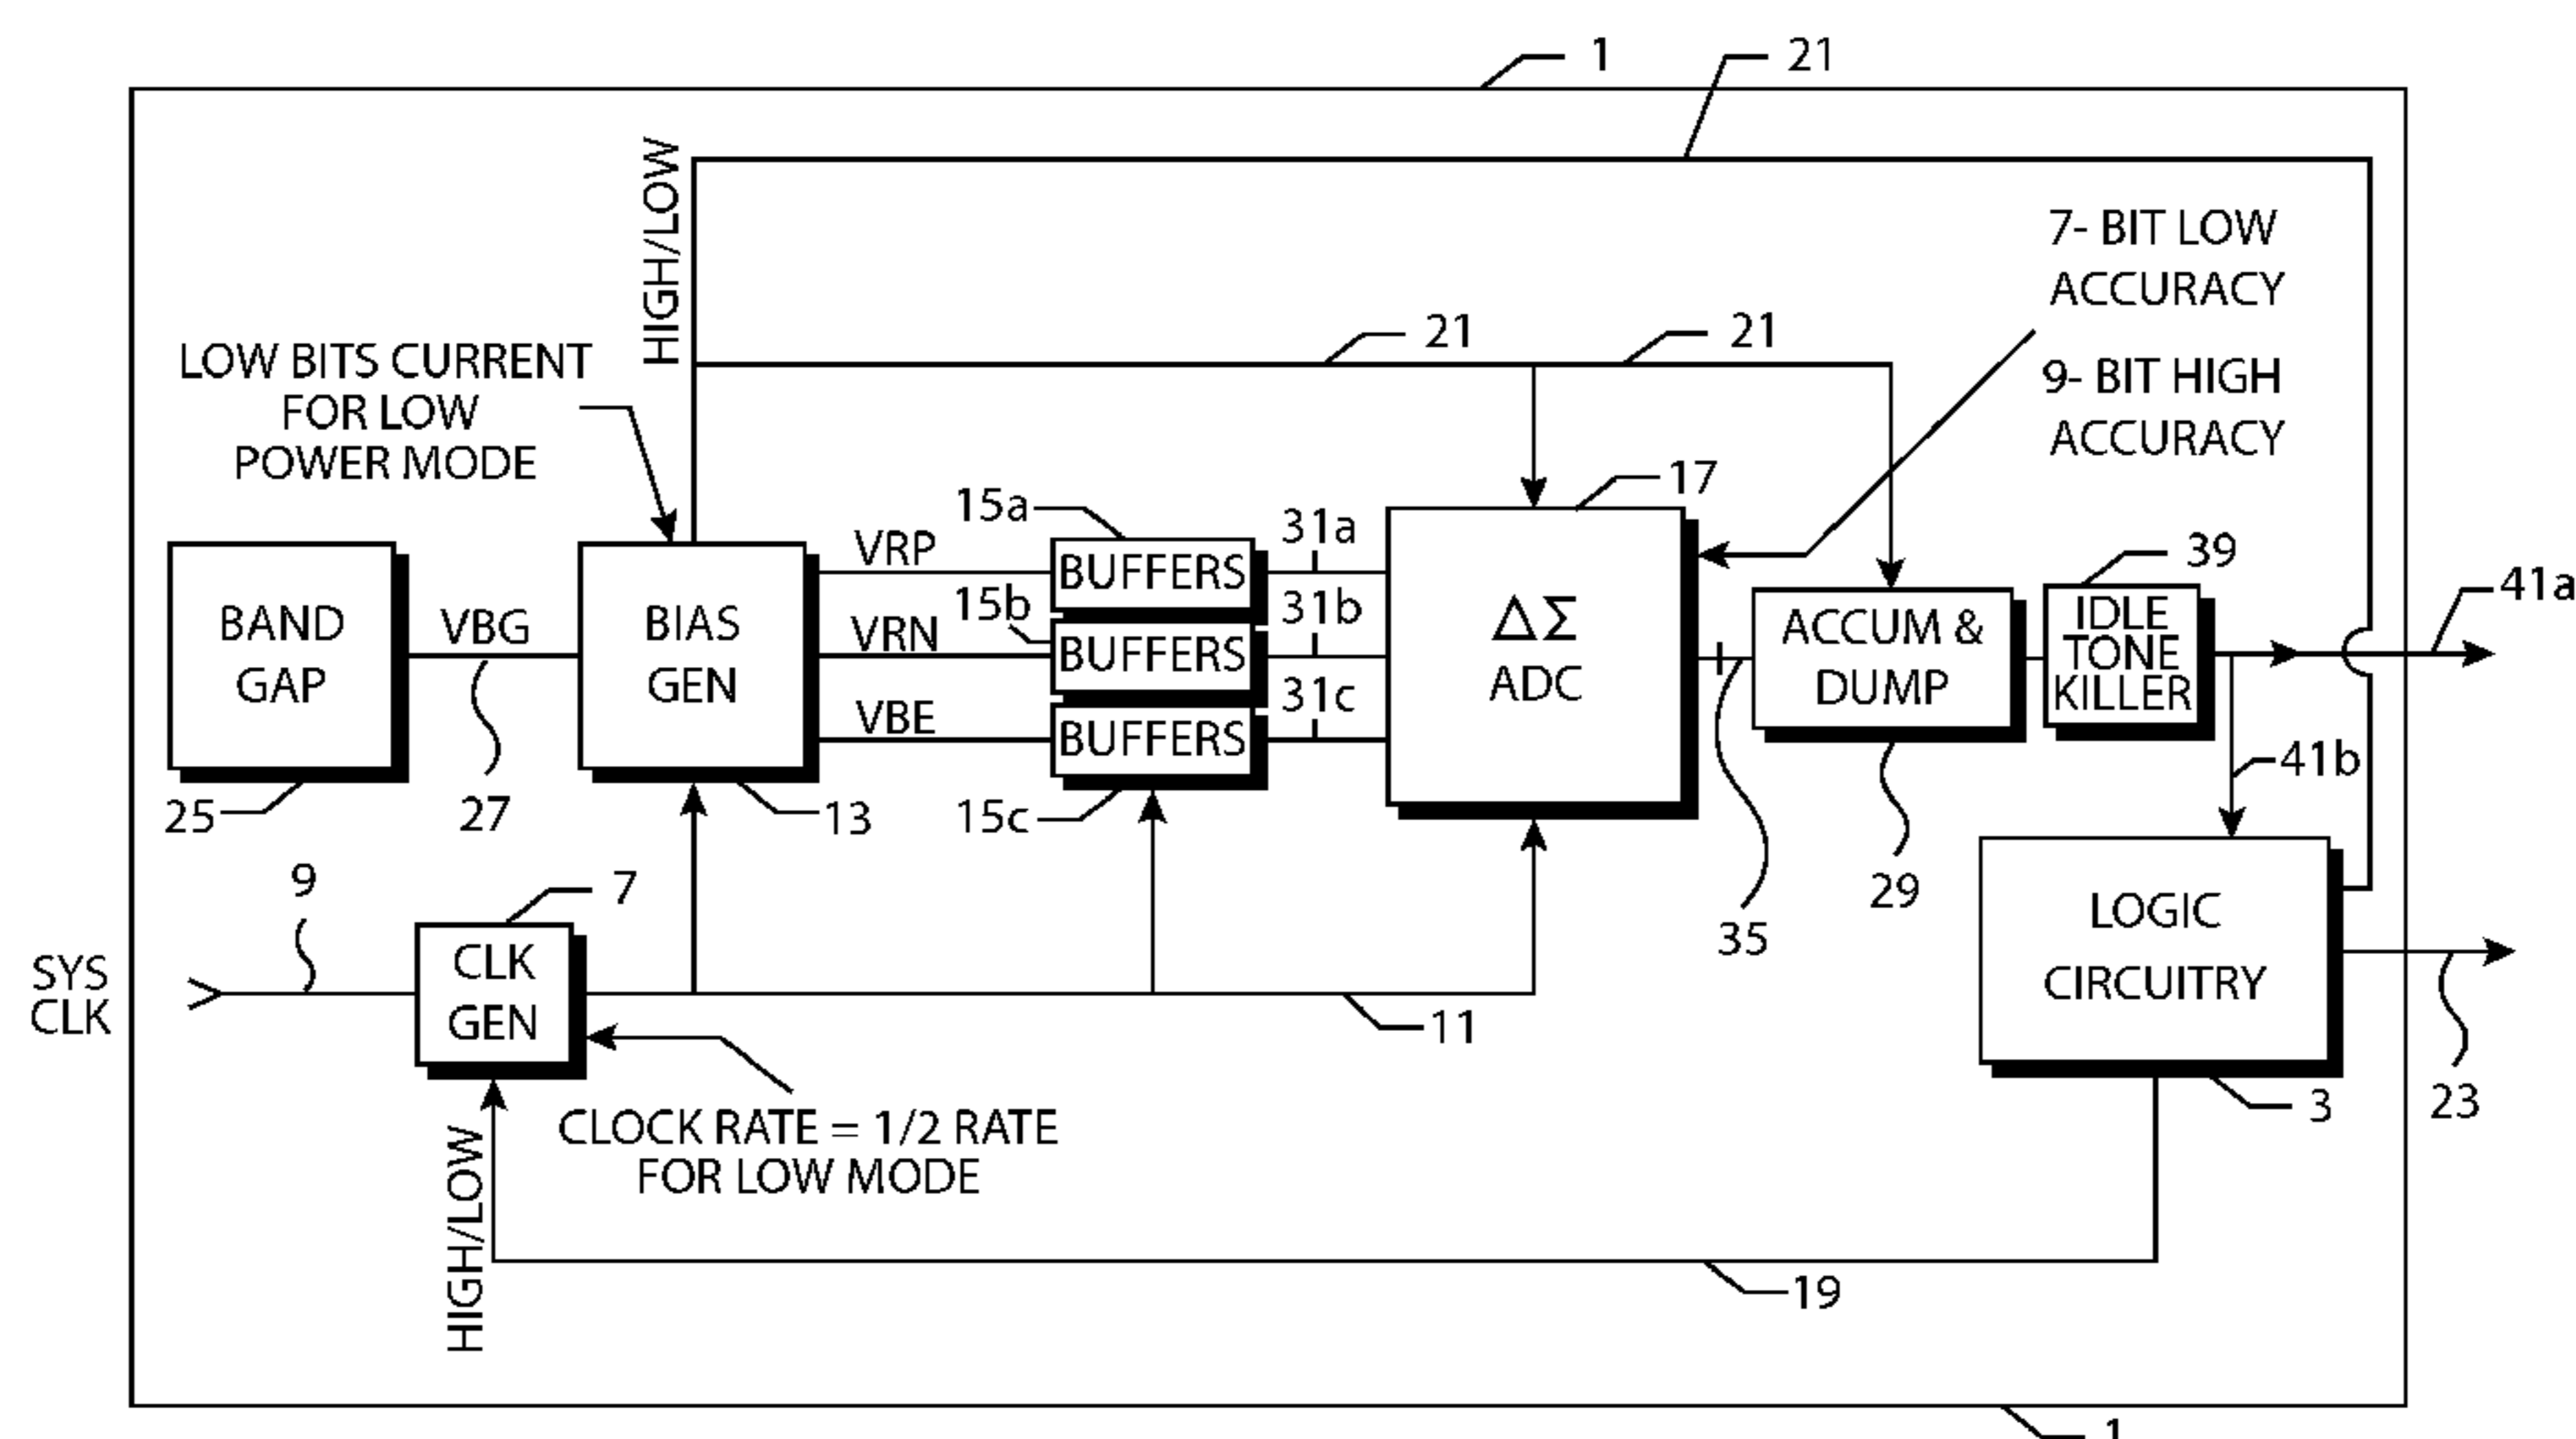 1
21
HIGH/LOW
7- BIT LOW
ACCURACY
9- BIT HIGH
ACCURACY
21
21
LOW BITS CURRENT
FOR LOW
POWER MODE
17
15a
VRP
BUFFERS
31a
39
41a
BAND
GAP
VBG
BIAS
GEN
15b
VRN
BUFFERS
31b
ΔΣ
ADC
ACCUM &
DUMP
IDLE
TONE
KILLER
VBE
BUFFERS
31c
41b
25
27
13
15c
9
7
29
35
SYS
CLK
CLK
GEN
11
LOGIC
CIRCUITRY
3
23
CLOCK RATE = 1/2 RATE
FOR LOW MODE
HIGH/LOW
19
1